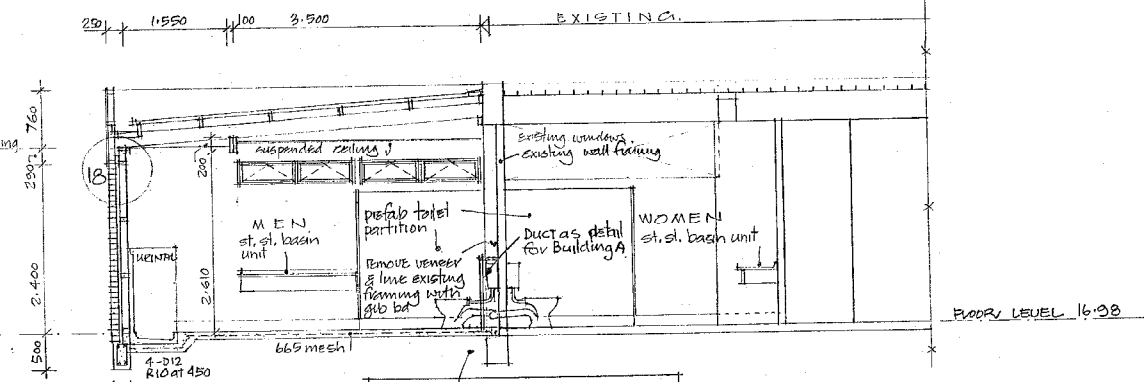 250 1.550 100 3.500 EXISTING.
760
ing
290
200
18
suspended ceiling
existing windows
existing wall framing
MEN
st. st. basin
unit
prefab toilet
partition
DUCT as detail
for Building A
WOMEN
st. st. basin unit
URINAL
remove veneer
& line existing
framing with
gib bd
2.400
2.610
FLOOR LEVEL 16.98
500
665 mesh
4-D12
R10 at 450